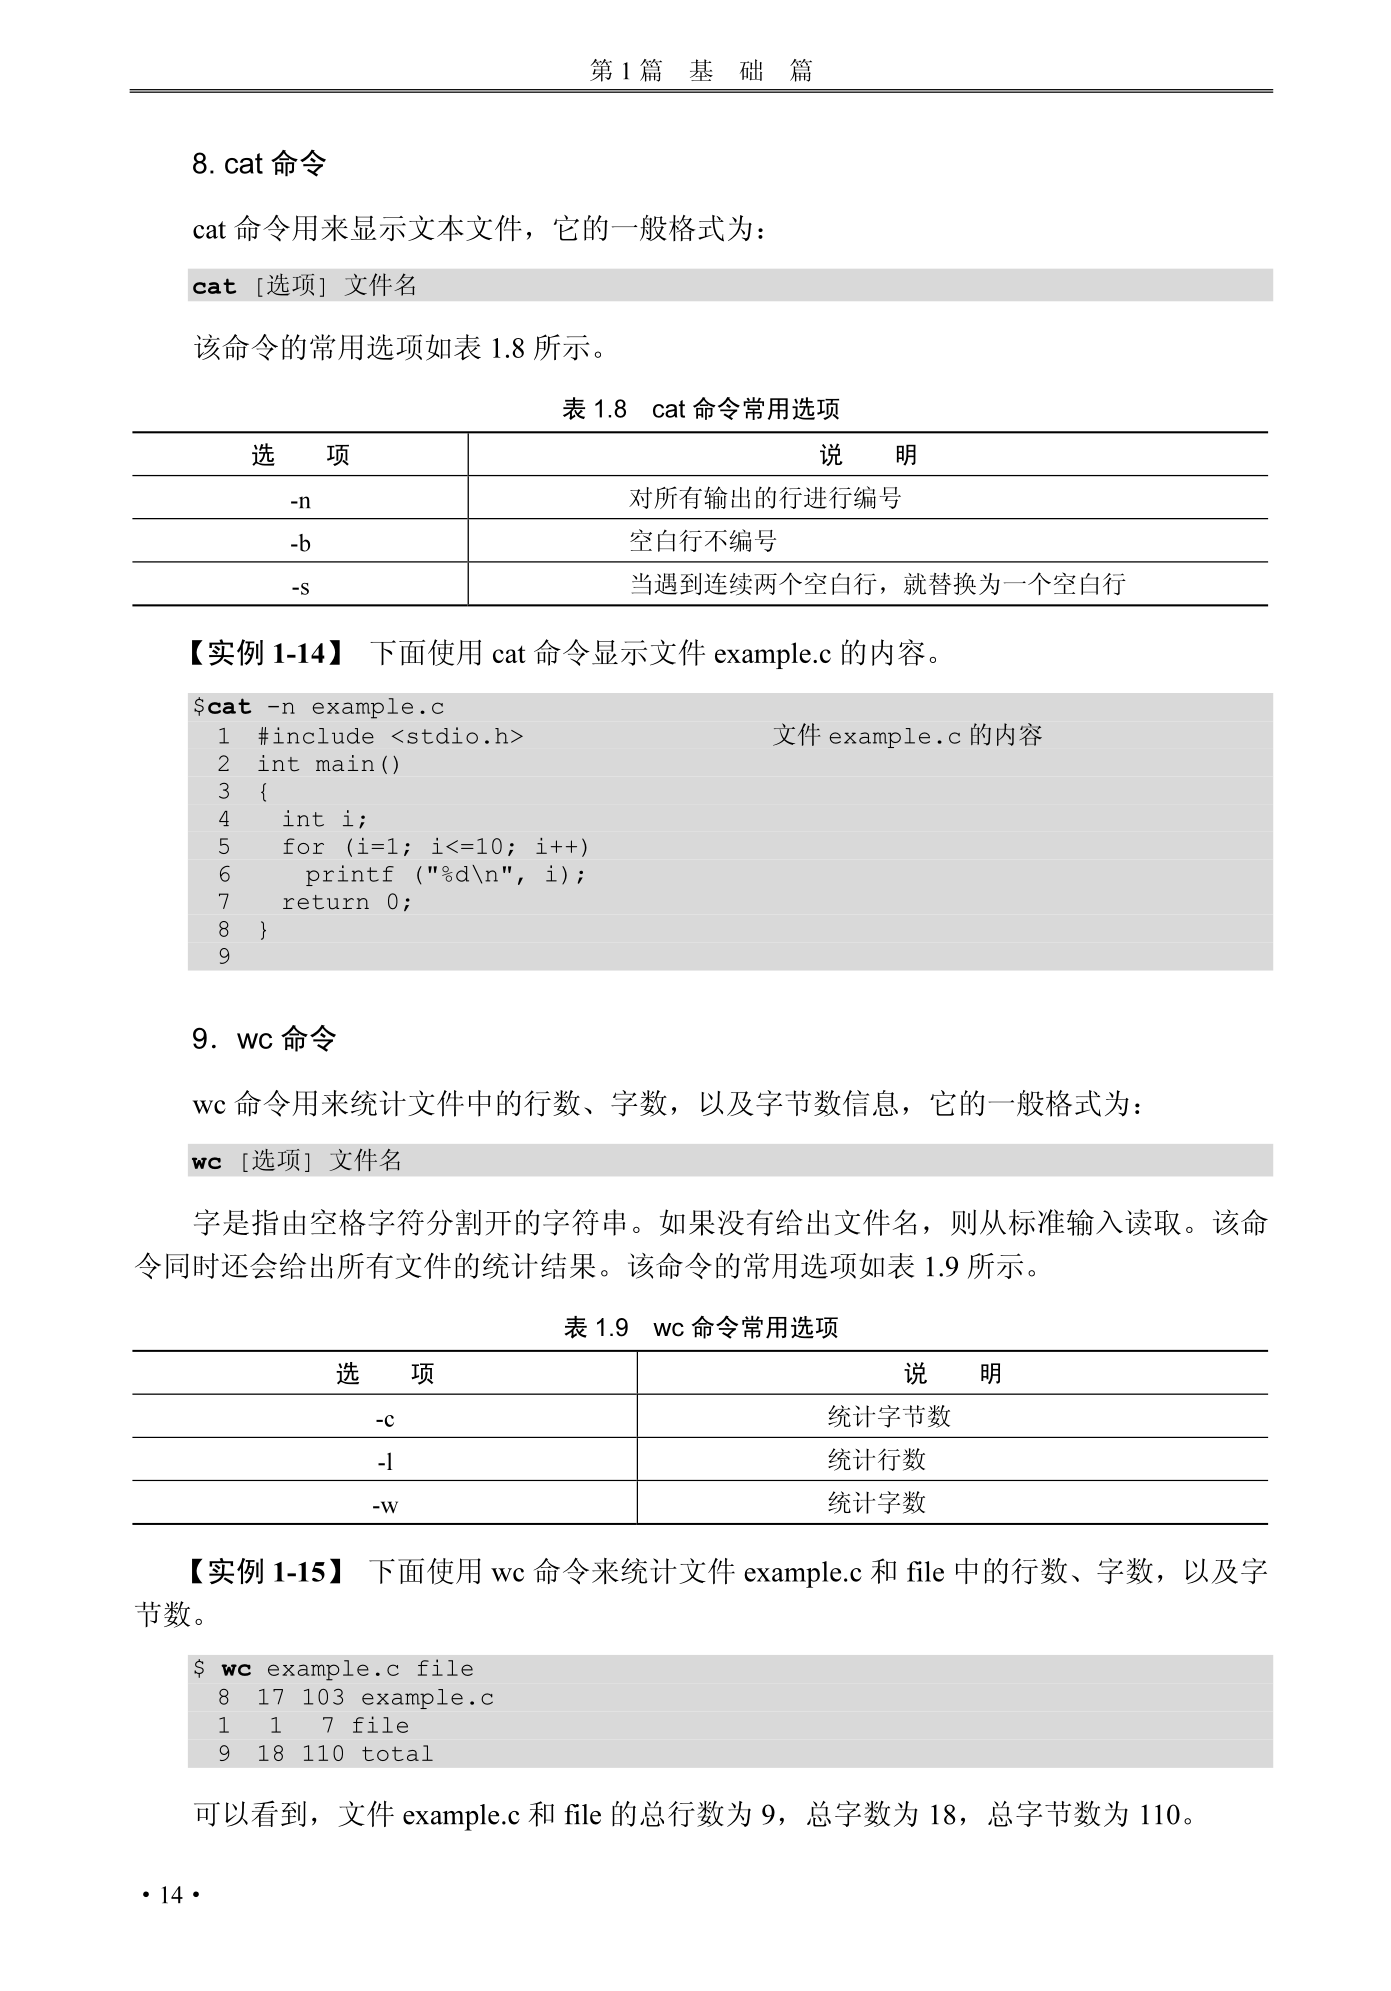 第 1 篇 基 础 篇
8. cat 命令
cat 命令用来显示文本文件，它的一般格式为：
cat [选项] 文件名
该命令的常用选项如表 1.8 所示。
表 1.8 cat 命令常用选项
选 项 说 明
-n 对所有输出的行进行编号
-b 空白行不编号
-s 当遇到连续两个空白行，就替换为一个空白行
【实例 1-14】 下面使用 cat 命令显示文件 example.c 的内容。
$cat -n example.c
1 #include <stdio.h> 文件 example.c 的内容
2 int main()
3 {
4 int i;
5 for (i=1; i<=10; i++)
6 printf ("%d\n", i);
7 return 0;
8 }
9
9．wc 命令
wc 命令用来统计文件中的行数、字数，以及字节数信息，它的一般格式为：
wc [选项] 文件名
字是指由空格字符分割开的字符串。如果没有给出文件名，则从标准输入读取。该命
令同时还会给出所有文件的统计结果。该命令的常用选项如表 1.9 所示。
表 1.9 wc 命令常用选项
选 项 说 明
-c 统计字节数
-l 统计行数
-w 统计字数
【实例 1-15】 下面使用 wc 命令来统计文件 example.c 和 file 中的行数、字数，以及字
节数。
$ wc example.c file
8 17 103 example.c
1 1 7 file
9 18 110 total
可以看到，文件 example.c 和 file 的总行数为 9，总字数为 18，总字节数为 110。
· 14 ·